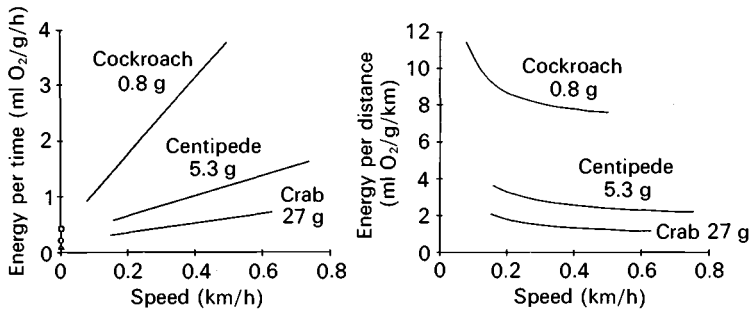 Energy per time (ml O₂/g/h)
4
3
2
1
0
Cockroach
0.8 g
Centipede
5.3 g
Crab
27 g
0
0.2
0.4
0.6
0.8
Speed (km/h)
Energy per distance
(ml O₂/g/km)
12
10
8
6
4
2
0
Cockroach
0.8 g
Centipede
5.3 g
Crab 27 g
0
0.2
0.4
0.6
0.8
Speed (km/h)